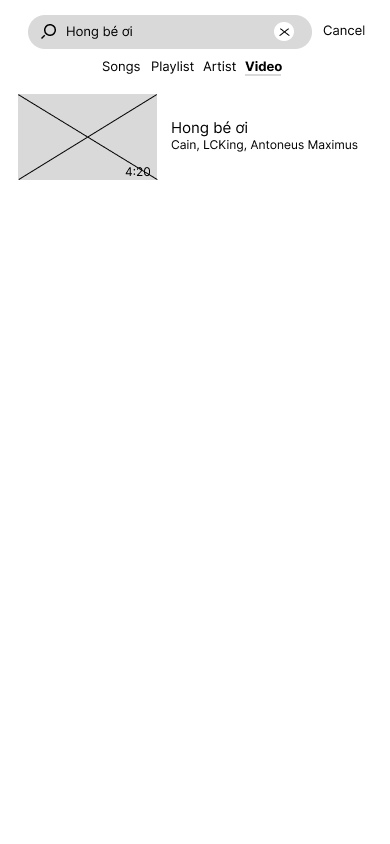 Hong bé ơi
Cancel
Songs Playlist Artist Video
4:20
Hong bé ơi
Cain, LCKing, Antoneus Maximus